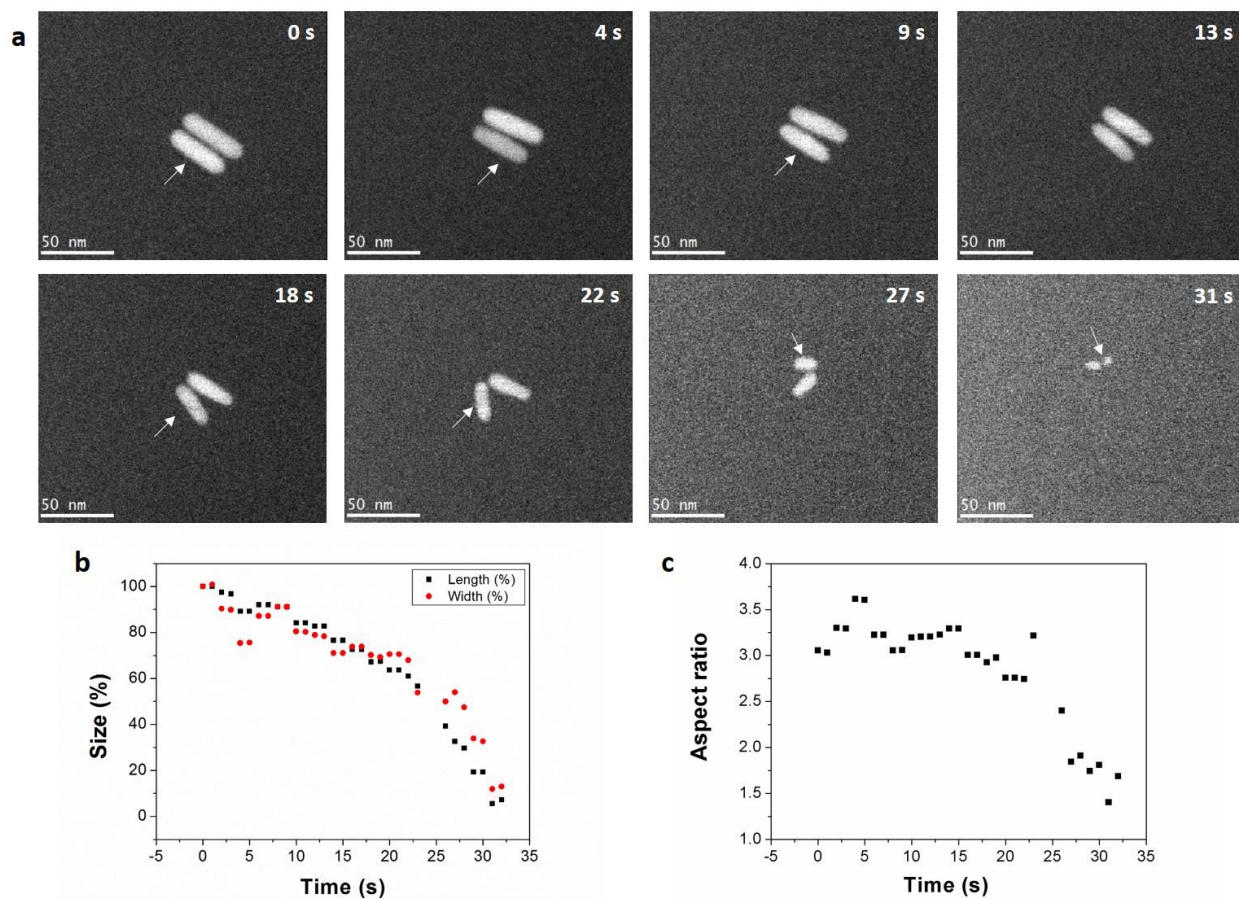 a
0 s
4 s
9 s
13 s
50 nm
50 nm
50 nm
50 nm
18 s
22 s
27 s
31 s
50 nm
50 nm
50 nm
50 nm
b
Length (%)
Width (%)
100
80
60
40
20
0
Size (%)
-5 0 5 10 15 20 25 30 35
Time (s)
c
4.0
3.5
3.0
2.5
2.0
1.5
1.0
Aspect ratio
-5 0 5 10 15 20 25 30 35
Time (s)